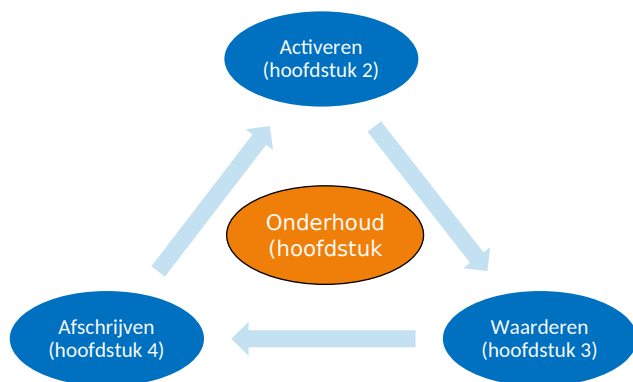 Activeren
(hoofdstuk 2)
Onderhoud
(hoofdstuk
Afschrijven
(hoofdstuk 4)
Waarderen
(hoofdstuk 3)